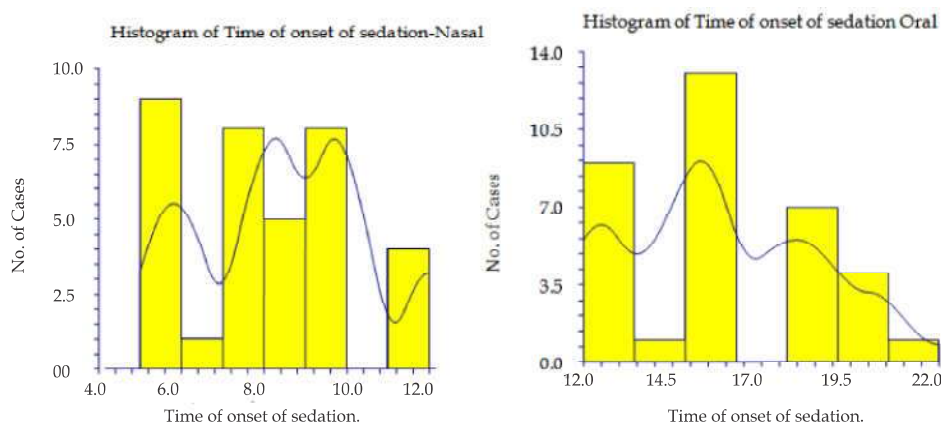 Histogram of Time of onset of sedation-Nasal
10.0
7.5
5.0
2.5
00
No. of Cases
4.0 6.0 8.0 10.0 12.0
Time of onset of sedation.
Histogram of Time of onset of sedation Oral
14.0
10.5
7.0
3.5
0.0
No. of Cases
12.0 14.5 17.0 19.5 22.0
Time of onset of sedation.